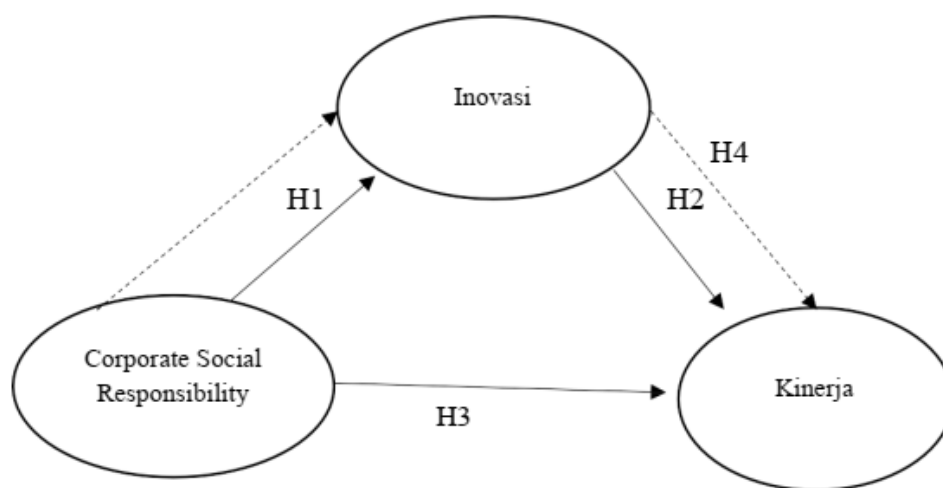 Inovasi
H4
H1
H2
Corporate Social
Responsibility
Kinerja
H3